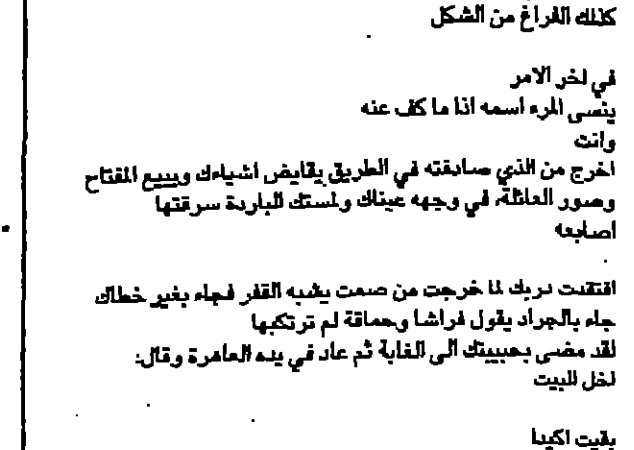 كذلك الفراغ من الشكل
في آخر الامر
ينسى المرء اسمه اذا ما كف عنه
وانت
اخرج من الذي صادفته في الطريق يقايض اشياءك ويبيع المفتاح
وصور العائلة، في وجهه عيناك ولمستك الباردة سرقتها
اصابعه
افتقدت دربك لما خرجت من صمت يشبه القفر فجاء بغير خطاك
جاء بالجراد يقول فراشا وحماقة لم ترتكبها
لقد مضى بحبيبتك الى الغابة ثم عاد في يده العاهرة وقال:
ادخل البيت
بقيت اكيدا